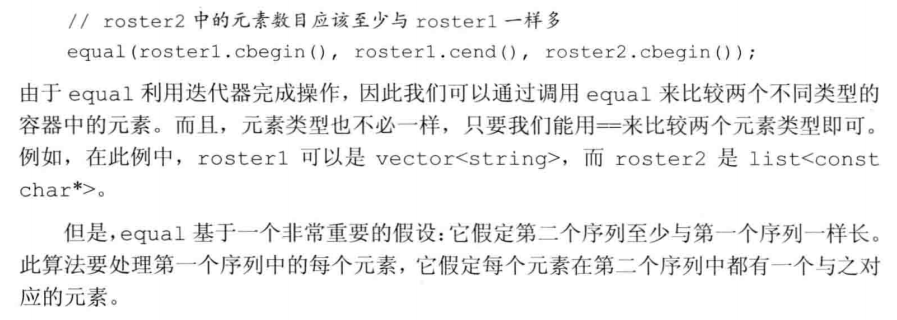 // roster2 中的元素数目应该至少与 roster1 一样多
equal(roster1.cbegin(), roster1.cend(), roster2.cbegin());
由于 equal 利用迭代器完成操作，因此我们可以通过调用 equal 来比较两个不同类型的
容器中的元素。而且，元素类型也不必一样，只要我们能用==来比较两个元素类型即可。
例如，在此例中，roster1 可以是 vector<string>，而 roster2 是 list<const
char*>。
但是，equal 基于一个非常重要的假设：它假定第二个序列至少与第一个序列一样长。
此算法要处理第一个序列中的每个元素，它假定每个元素在第二个序列中都有一个与之对
应的元素。